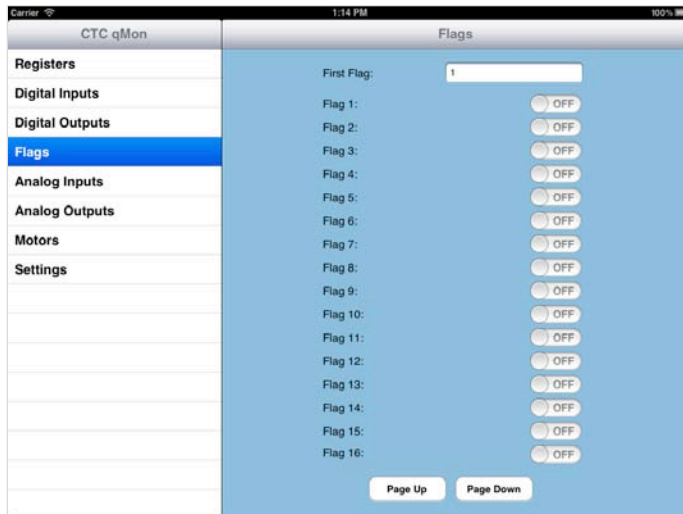 Carrier 1:14 PM 100%
CTC qMon
Registers
Digital Inputs
Digital Outputs
Flags
Analog Inputs
Analog Outputs
Motors
Settings
Flags
First Flag: 1
Flag 1: OFF
Flag 2: OFF
Flag 3: OFF
Flag 4: OFF
Flag 5: OFF
Flag 6: OFF
Flag 7: OFF
Flag 8: OFF
Flag 9: OFF
Flag 10: OFF
Flag 11: OFF
Flag 12: OFF
Flag 13: OFF
Flag 14: OFF
Flag 15: OFF
Flag 16: OFF
Page Up Page Down